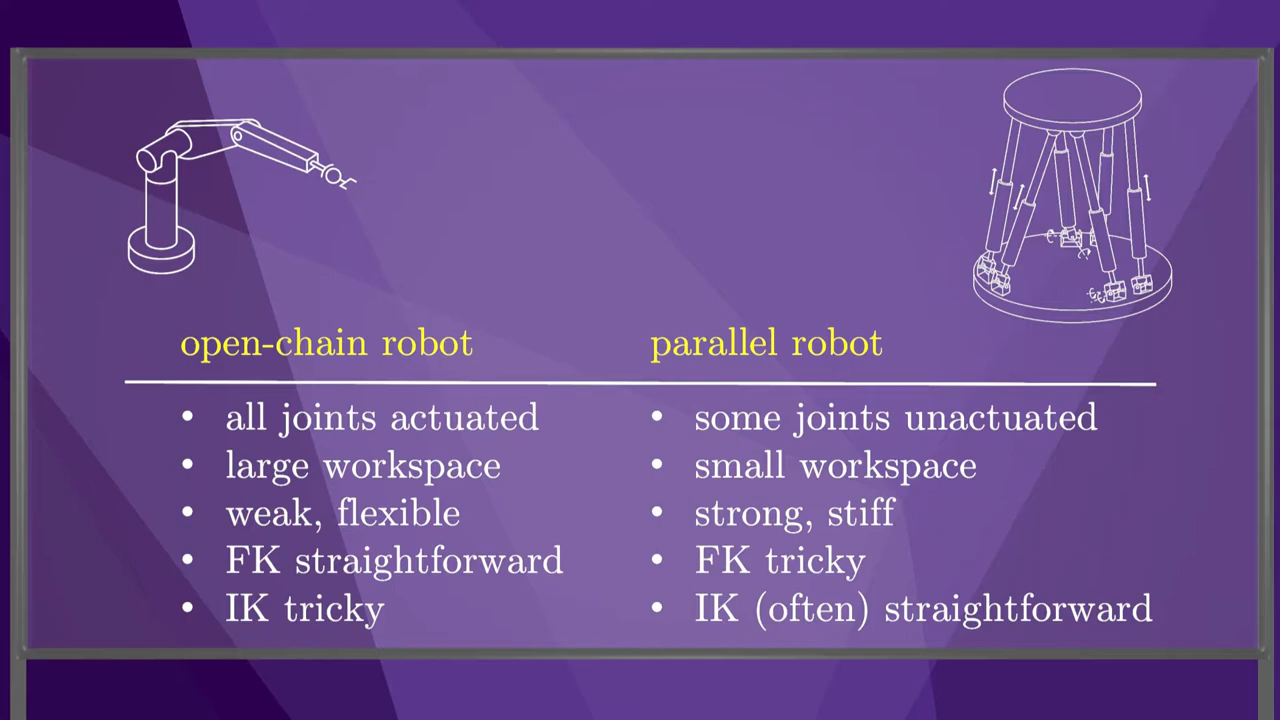 open-chain robot
parallel robot
• all joints actuated
• large workspace
• weak, flexible
• FK straightforward
• IK tricky
• some joints unactuated
• small workspace
• strong, stiff
• FK tricky
• IK (often) straightforward